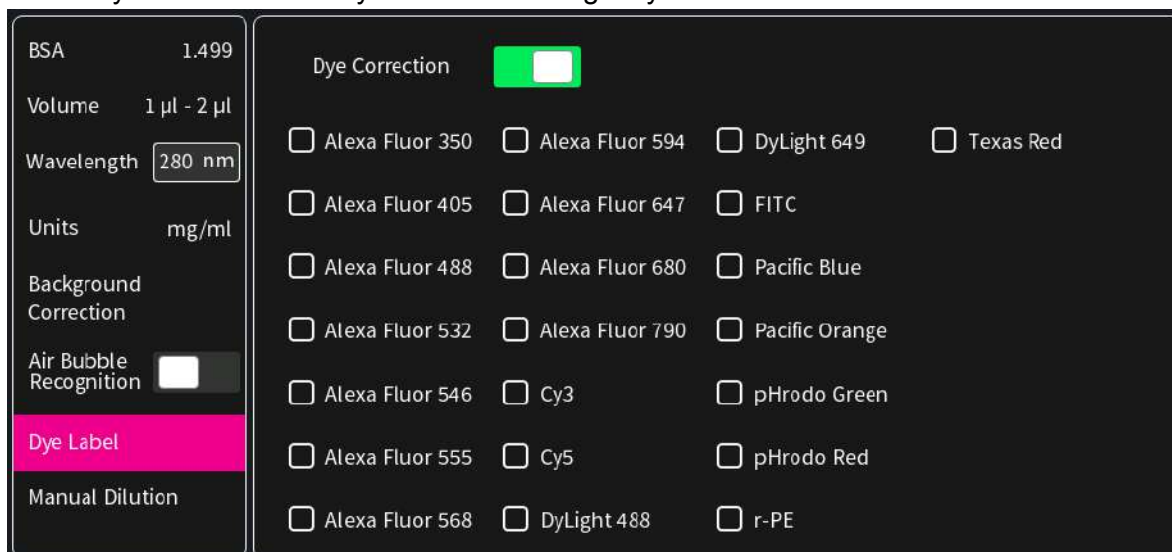 BSA 1.499
Volume 1 µl - 2 µl
Wavelength 280 nm
Units mg/ml
Background
Correction
Air Bubble
Recognition
Dye Label
Manual Dilution
Dye Correction
Alexa Fluor 350 Alexa Fluor 594 DyLight 649 Texas Red
Alexa Fluor 405 Alexa Fluor 647 FITC
Alexa Fluor 488 Alexa Fluor 680 Pacific Blue
Alexa Fluor 532 Alexa Fluor 790 Pacific Orange
Alexa Fluor 546 Cy3 pHrodo Green
Alexa Fluor 555 Cy5 pHrodo Red
Alexa Fluor 568 DyLight 488 r-PE